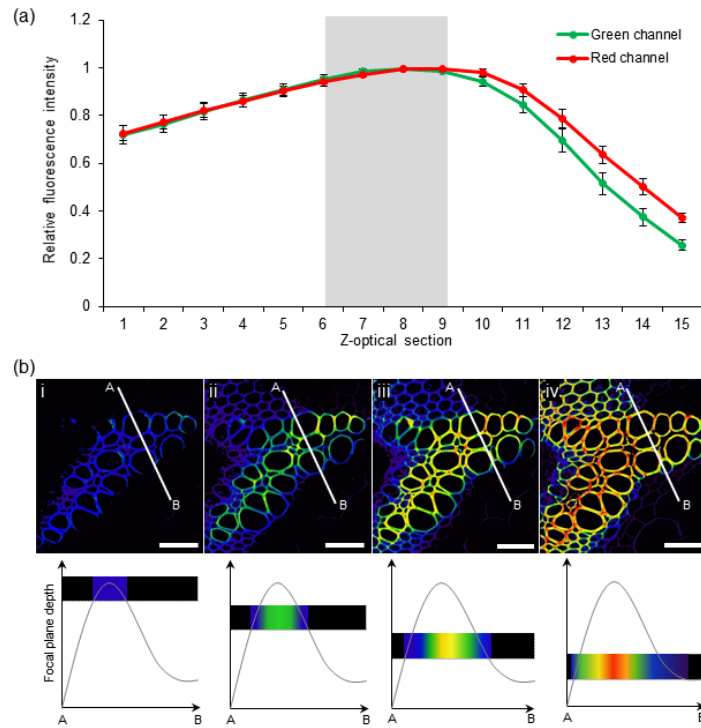 (a)
Relative fluorescence intensity
1.2
1
0.8
0.6
0.4
0.2
0
Green channel
Red channel
1 2 3 4 5 6 7 8 9 10 11 12 13 14 15
Z-optical section
(b)
i
A
B
ii
A
B
iii
A
B
iv
A
B
Focal plane depth
A B
A B
A B
A B